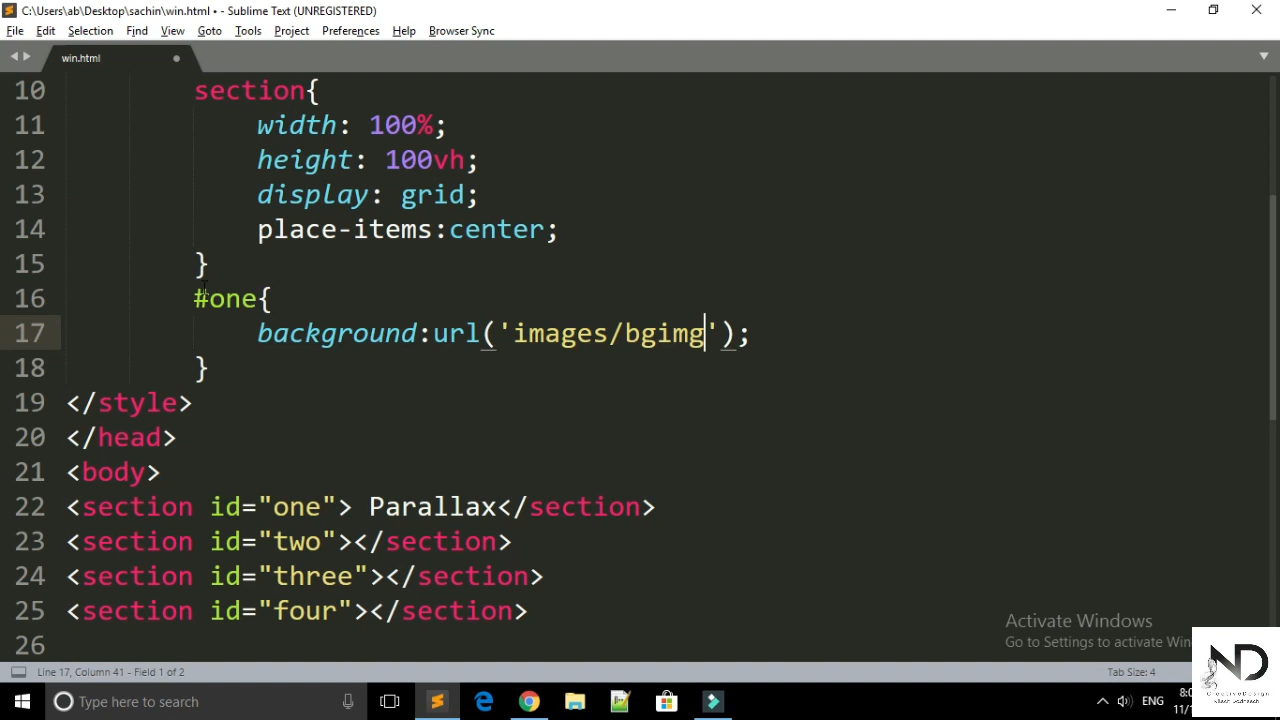 C:\Users\ab\Desktop\sachin\win.html • - Sublime Text (UNREGISTERED)
File Edit Selection Find View Goto Tools Project Preferences Help Browser Sync
win.html
10 section{
11 width: 100%;
12 height: 100vh;
13 display: grid;
14 place-items:center;
15 }
16 #one{
17 background:url('images/bgimg');
18 }
19 </style>
20 </head>
21 <body>
22 <section id="one"> Parallax</section>
23 <section id="two"></section>
24 <section id="three"></section>
25 <section id="four"></section>
26
Activate Windows
Go to Settings to activate Win
ND
Line 17, Column 41 - Field 1 of 2
Tab Size: 4
Type here to search
ENG
8:0
11/1